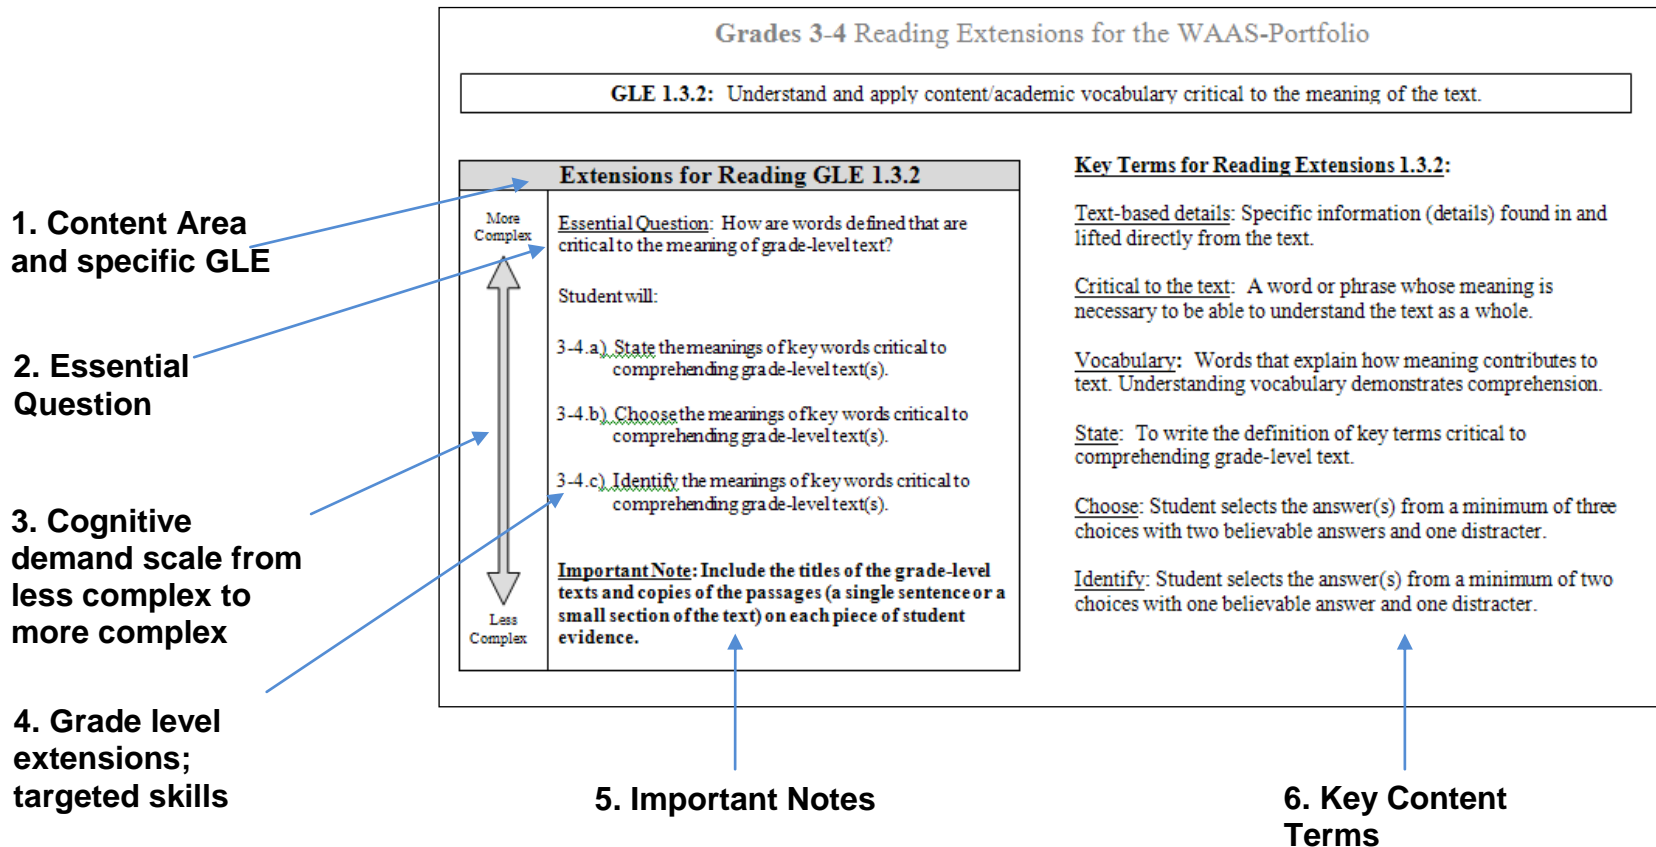 Grades 3-4 Reading Extensions for the WAAS-Portfolio
GLE 1.3.2: Understand and apply content/academic vocabulary critical to the meaning of the text.
Extensions for Reading GLE 1.3.2
More
Complex
Less
Complex
Essential Question: How are words defined that are
critical to the meaning of grade-level text?
Student will:
3-4.a) State the meanings of key words critical to
comprehending grade-level text(s).
3-4.b) Choose the meanings of key words critical to
comprehending grade-level text(s).
3-4.c) Identify the meanings of key words critical to
comprehending grade-level text(s).
Important Note: Include the titles of the grade-level
texts and copies of the passages (a single sentence or a
small section of the text) on each piece of student
evidence.
Key Terms for Reading Extensions 1.3.2:
Text-based details: Specific information (details) found in and
lifted directly from the text.
Critical to the text: A word or phrase whose meaning is
necessary to be able to understand the text as a whole.
Vocabulary: Words that explain how meaning contributes to
text. Understanding vocabulary demonstrates comprehension.
State: To write the definition of key terms critical to
comprehending grade-level text.
Choose: Student selects the answer(s) from a minimum of three
choices with two believable answers and one distracter.
Identify: Student selects the answer(s) from a minimum of two
choices with one believable answer and one distracter.
1. Content Area
and specific GLE
2. Essential
Question
3. Cognitive
demand scale from
less complex to
more complex
4. Grade level
extensions;
targeted skills
5. Important Notes
6. Key Content
Terms